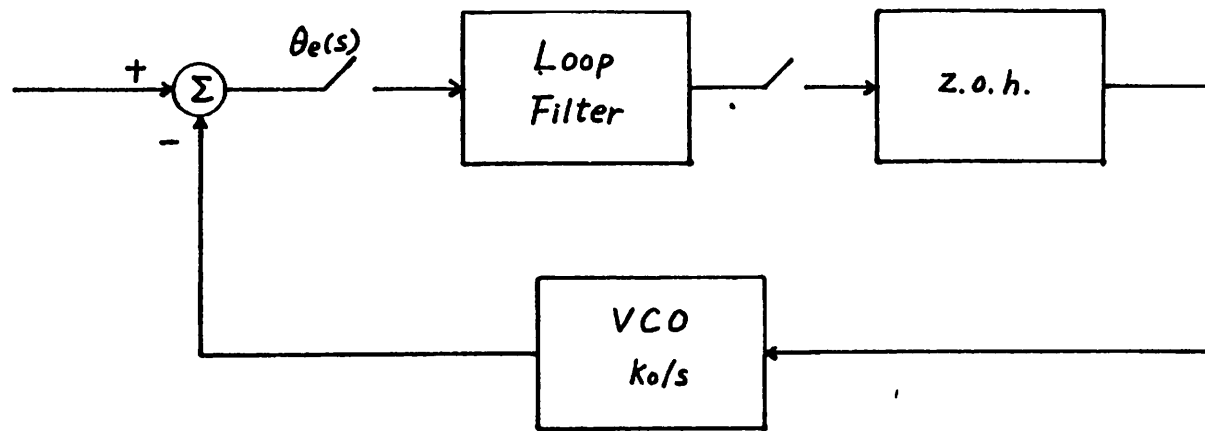 θe(s)
+
Σ
-
Loop
Filter
z.o.h.
VCO
ko/s